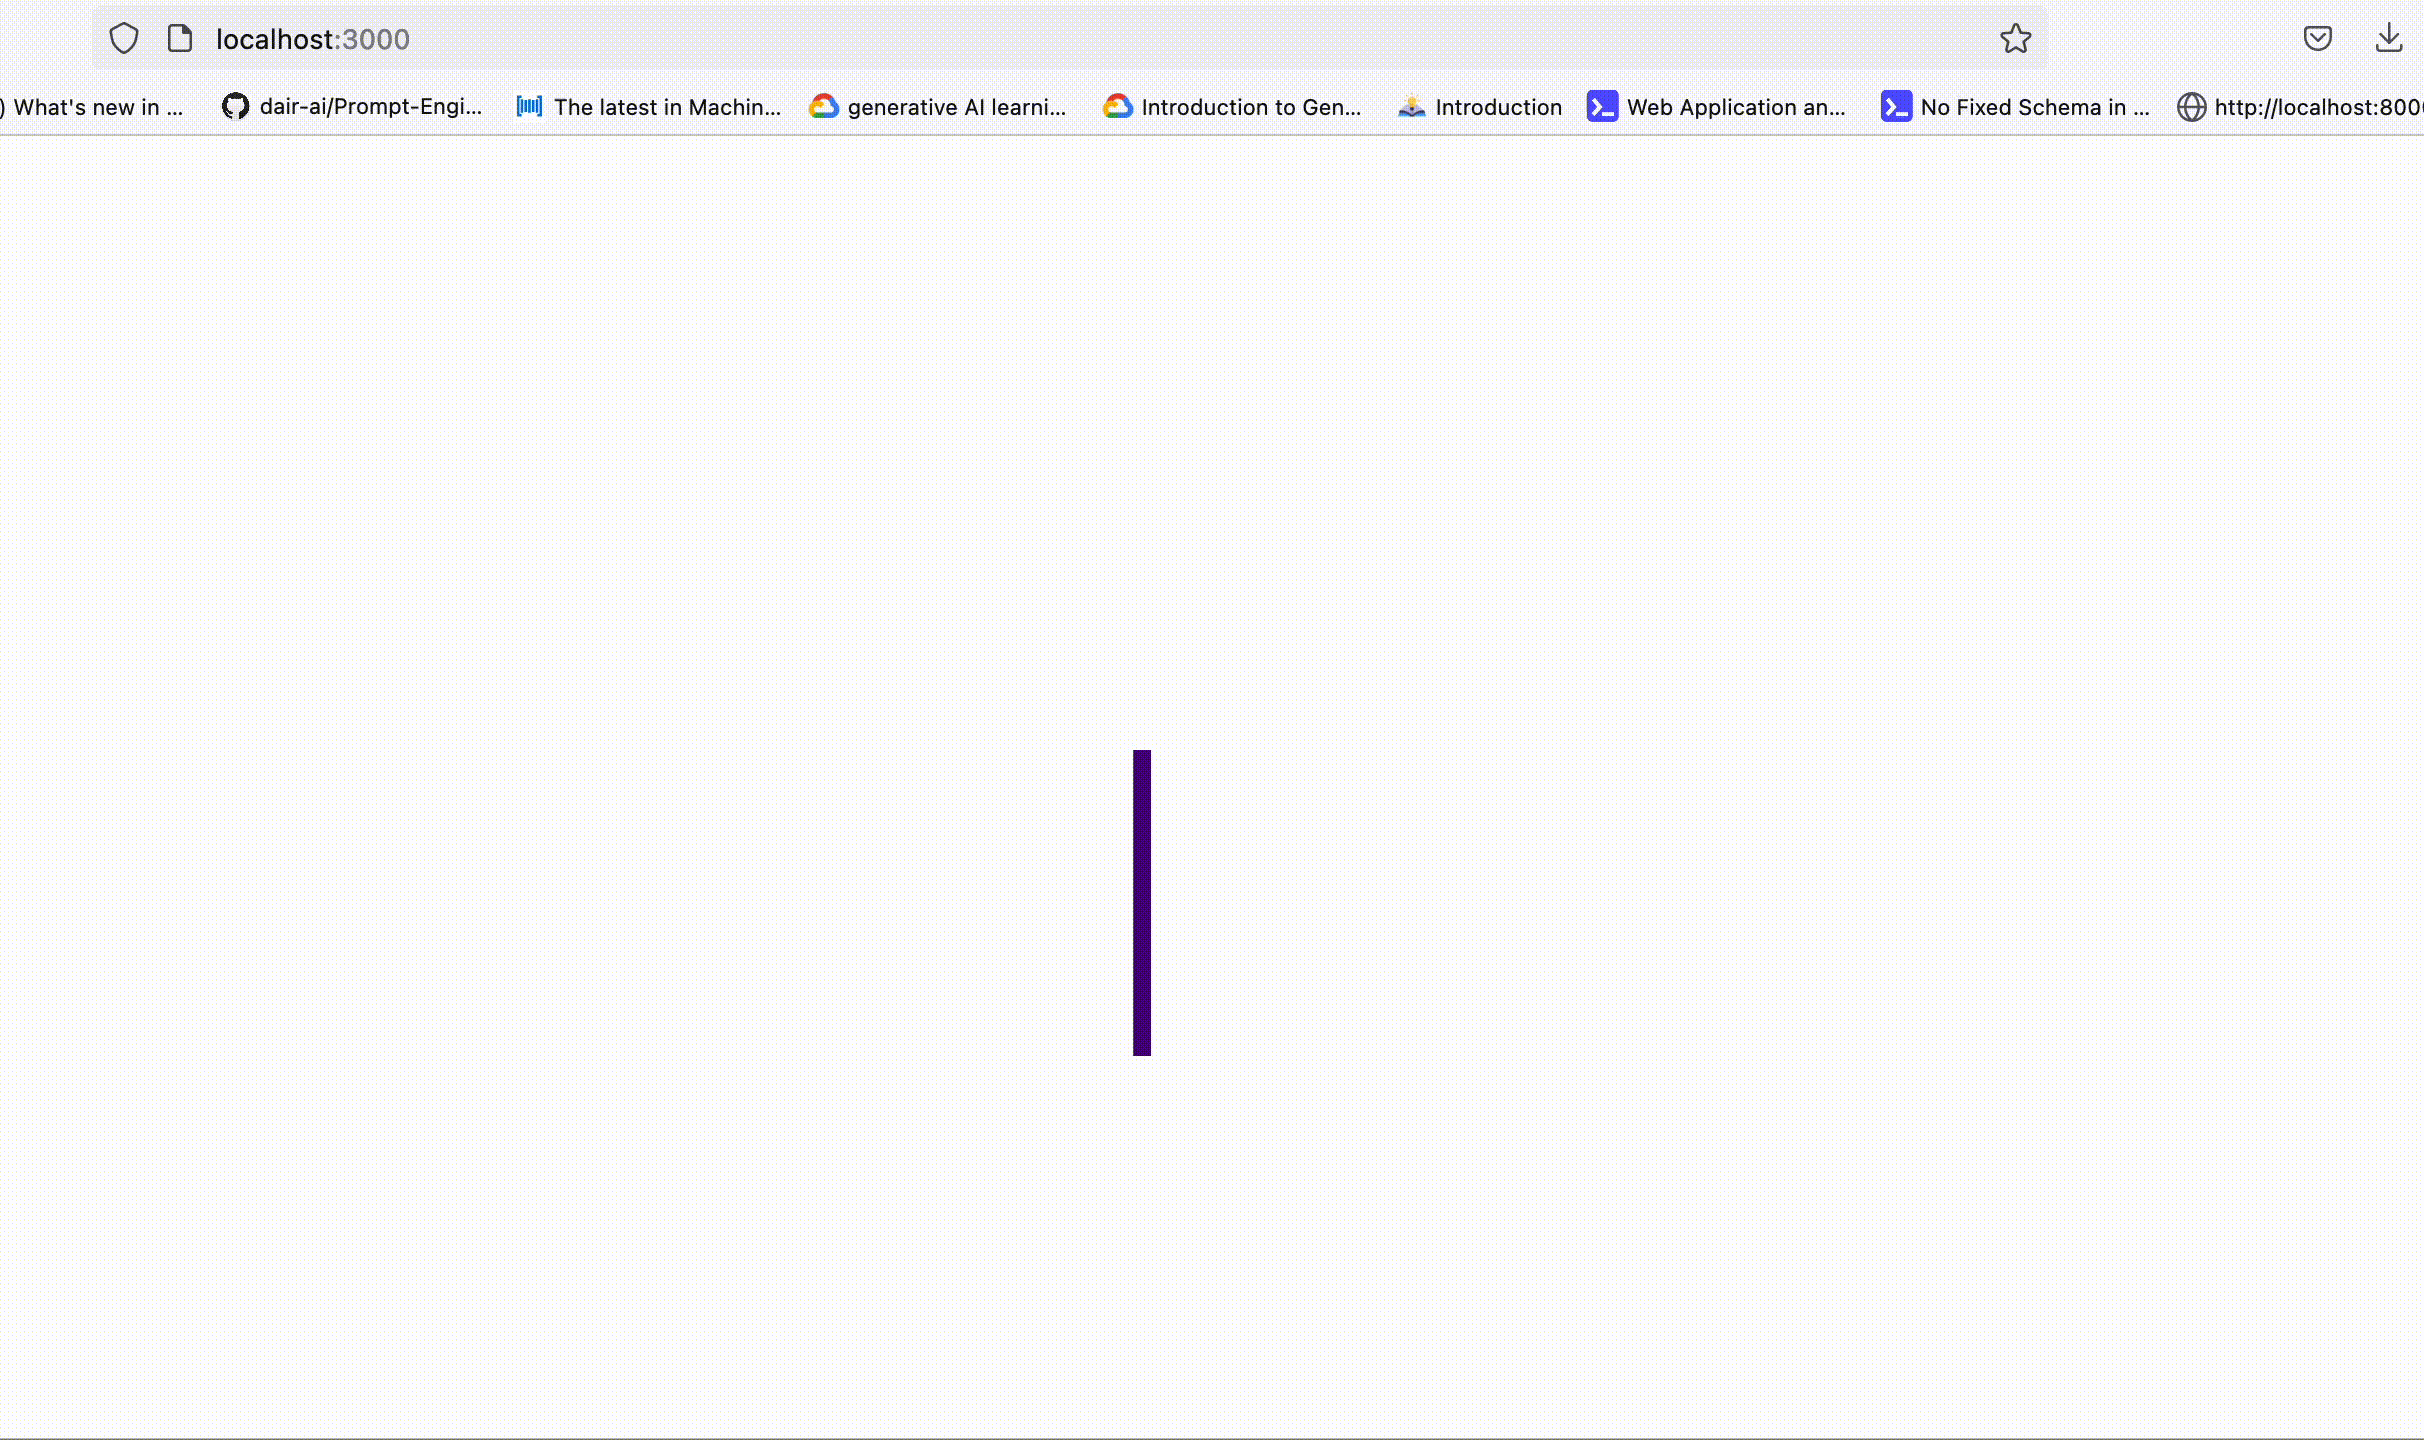 localhost:3000
) What's new in ... dair-ai/Prompt-Engi... The latest in Machin... generative AI learni... Introduction to Gen... Introduction Web Application an... No Fixed Schema in ... http://localhost:800